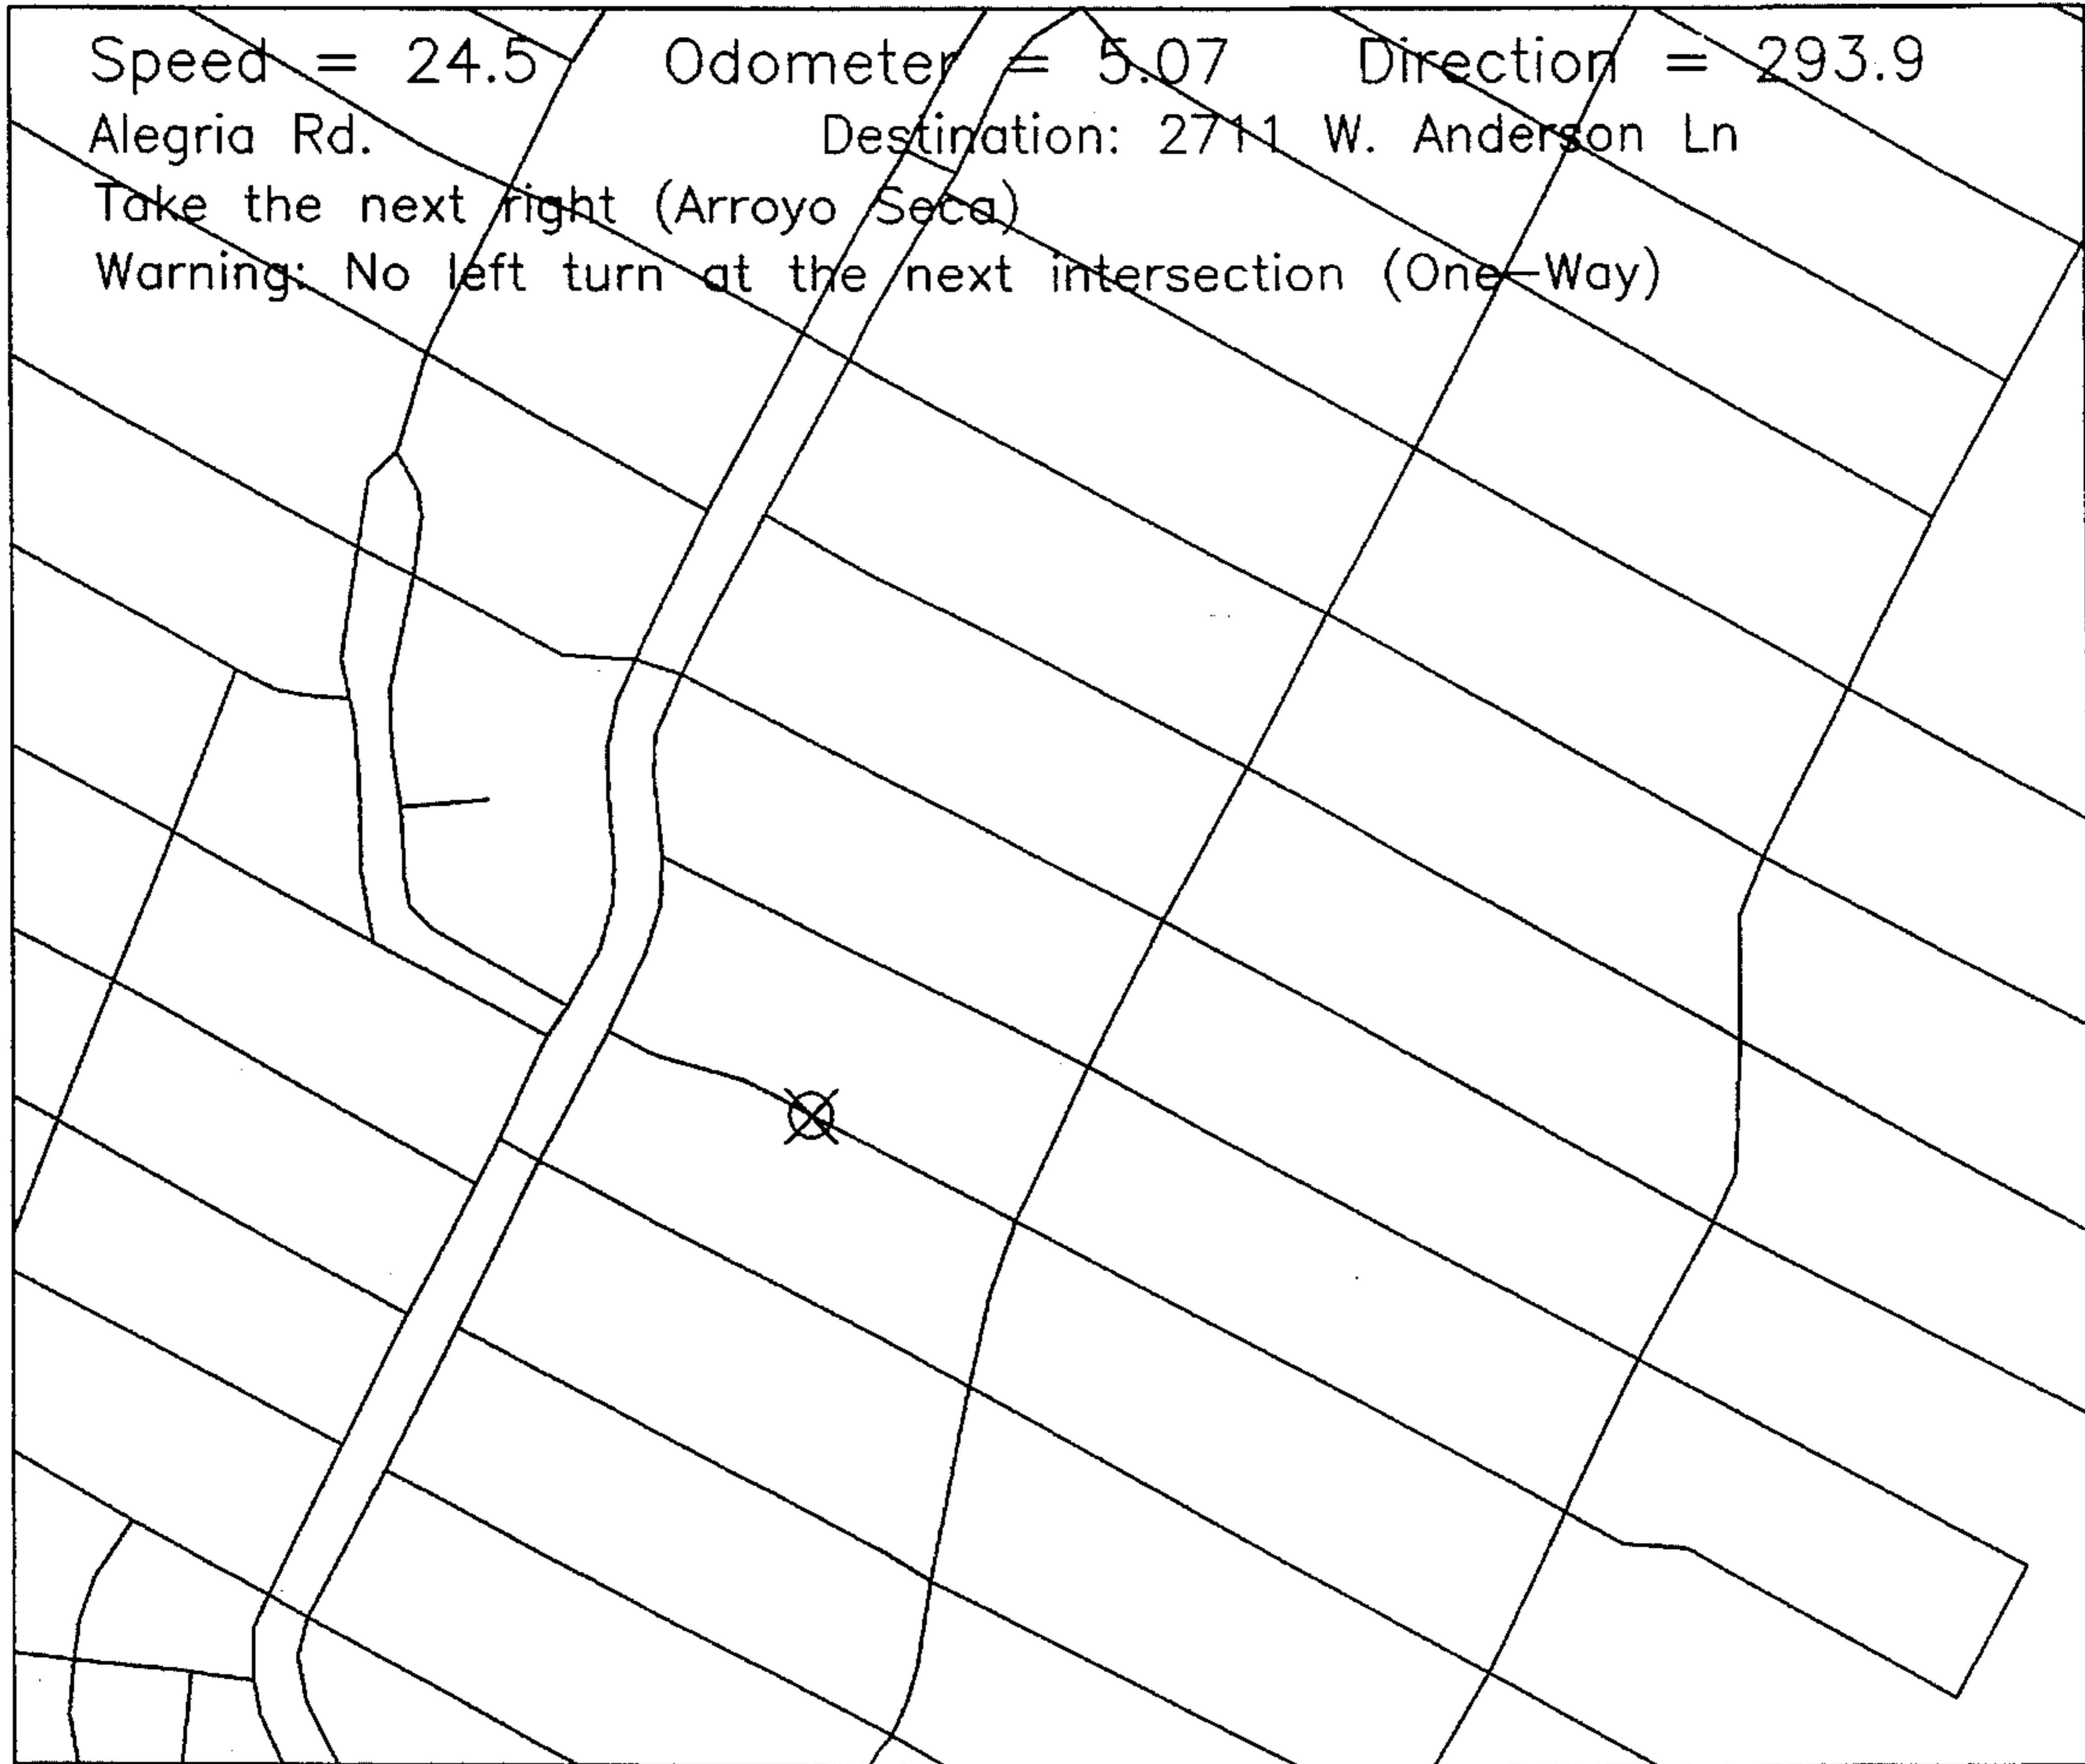 Speed = 24.5 Odometer = 5.07 Direction = 293.9
Alegria Rd. Destination: 2711 W. Anderson Ln
Take the next right (Arroyo Seca)
Warning: No left turn at the next intersection (One-Way)